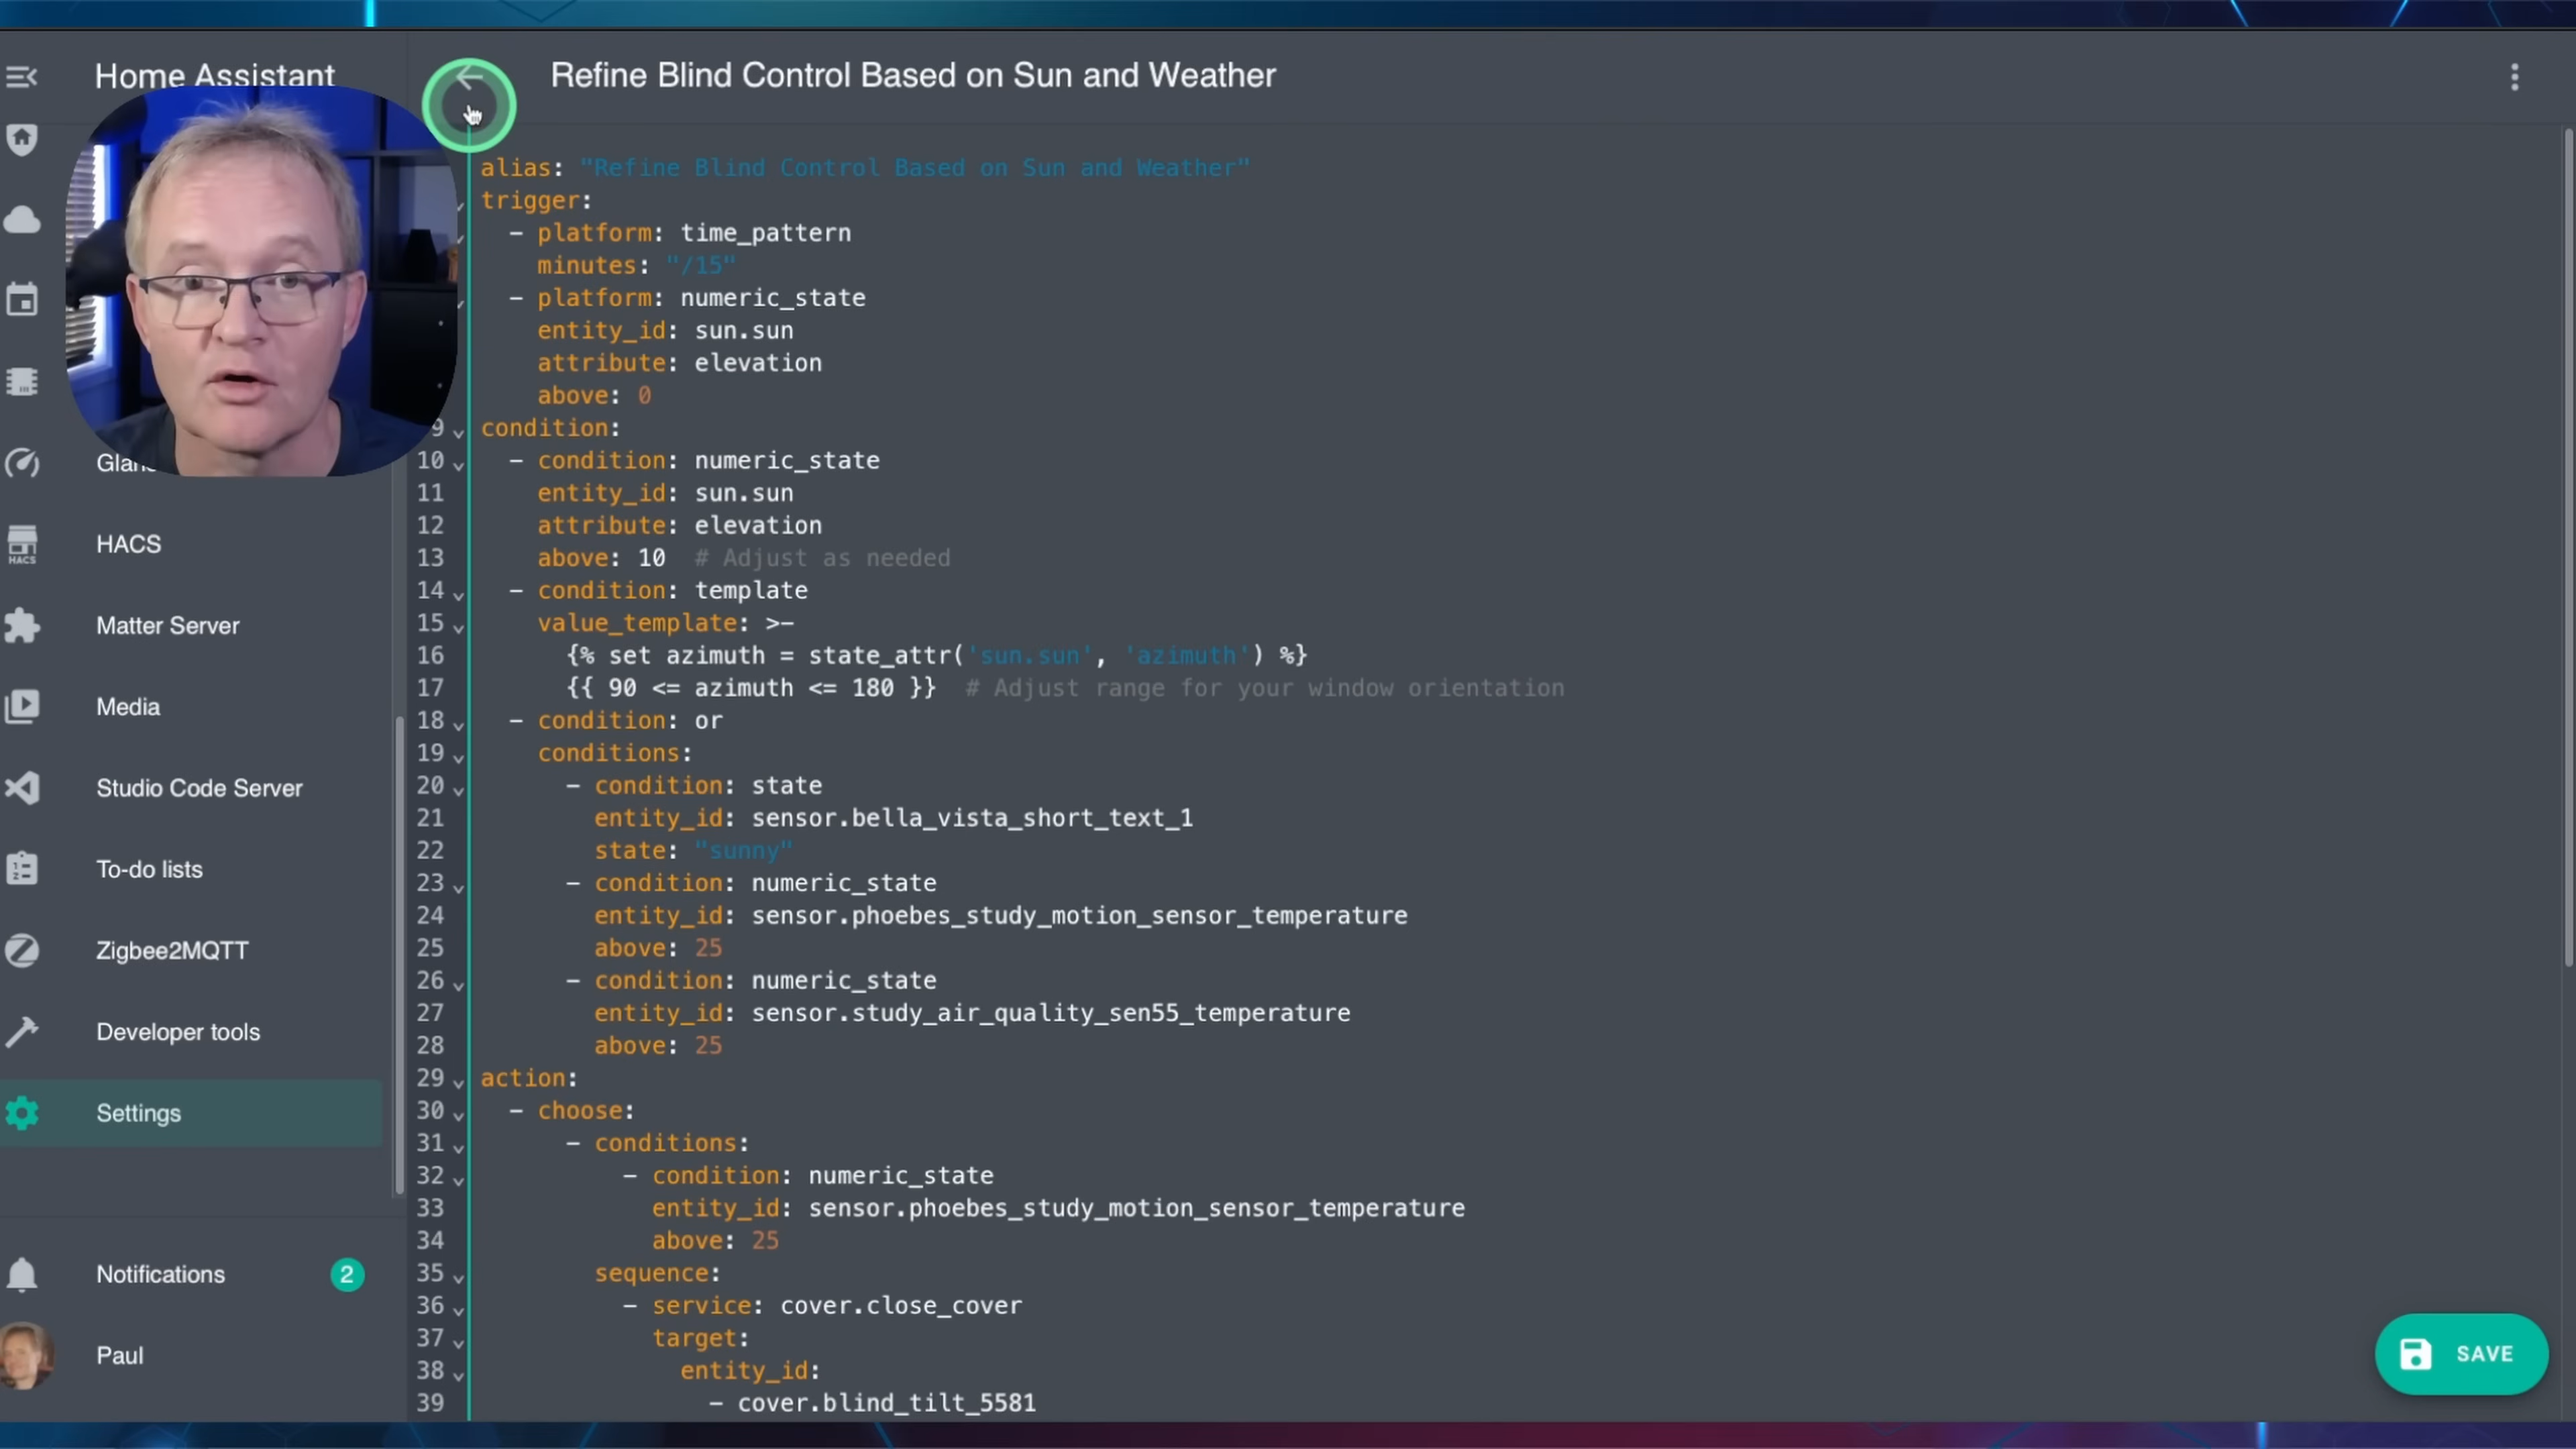 Home Assistant
Refine Blind Control Based on Sun and Weather
HACS
Matter Server
Media
Studio Code Server
To-do lists
Zigbee2MQTT
Developer tools
Settings
Notifications
2
Paul
alias: "Refine Blind Control Based on Sun and Weather"
trigger:
- platform: time_pattern
minutes: "/15"
- platform: numeric_state
entity_id: sun.sun
attribute: elevation
above: 0
9 condition:
10 - condition: numeric_state
11 entity_id: sun.sun
12 attribute: elevation
13 above: 10 # Adjust as needed
14 - condition: template
15 value_template: >-
16 {% set azimuth = state_attr('sun.sun', 'azimuth') %}
17 {{ 90 <= azimuth <= 180 }} # Adjust range for your window orientation
18 - condition: or
19 conditions:
20 - condition: state
21 entity_id: sensor.bella_vista_short_text_1
22 state: "sunny"
23 - condition: numeric_state
24 entity_id: sensor.phoebes_study_motion_sensor_temperature
25 above: 25
26 - condition: numeric_state
27 entity_id: sensor.study_air_quality_sen55_temperature
28 above: 25
29 action:
30 - choose:
31 - conditions:
32 - condition: numeric_state
33 entity_id: sensor.phoebes_study_motion_sensor_temperature
34 above: 25
35 sequence:
36 - service: cover.close_cover
37 target:
38 entity_id:
39 - cover.blind_tilt_5581
SAVE